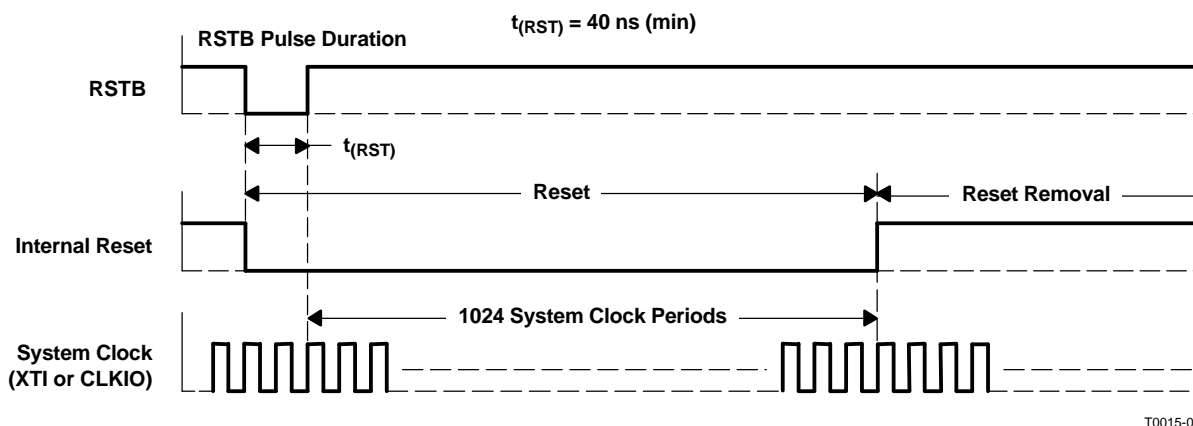 t(RST) = 40 ns (min)
RSTB Pulse Duration
RSTB
t(RST)
Reset
Reset Removal
Internal Reset
1024 System Clock Periods
System Clock
(XTI or CLKIO)
T0015-0